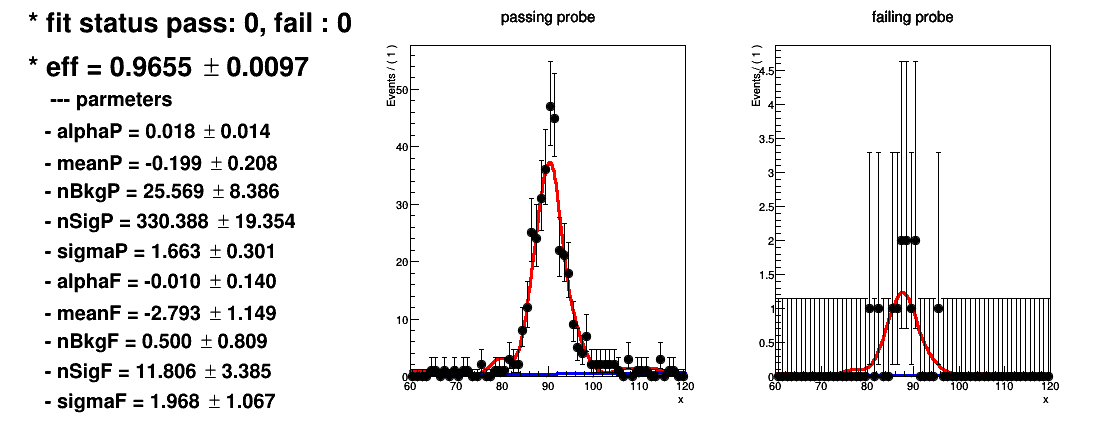 * fit status pass: 0, fail : 0
* eff = 0.9655 ± 0.0097
--- parmeters
- alphaP = 0.018 ± 0.014
- meanP = -0.199 ± 0.208
- nBkgP = 25.569 ± 8.386
- nSigP = 330.388 ± 19.354
- sigmaP = 1.663 ± 0.301
- alphaF = -0.010 ± 0.140
- meanF = -2.793 ± 1.149
- nBkgF = 0.500 ± 0.809
- nSigF = 11.806 ± 3.385
- sigmaF = 1.968 ± 1.067
passing probe
Events / ( 1 )
50
40
30
20
10
0
60 70 80 90 100 110 120
x
failing probe
Events / ( 1 )
4.5
4
3.5
3
2.5
2
1.5
1
0.5
0
60 70 80 90 100 110 120
x